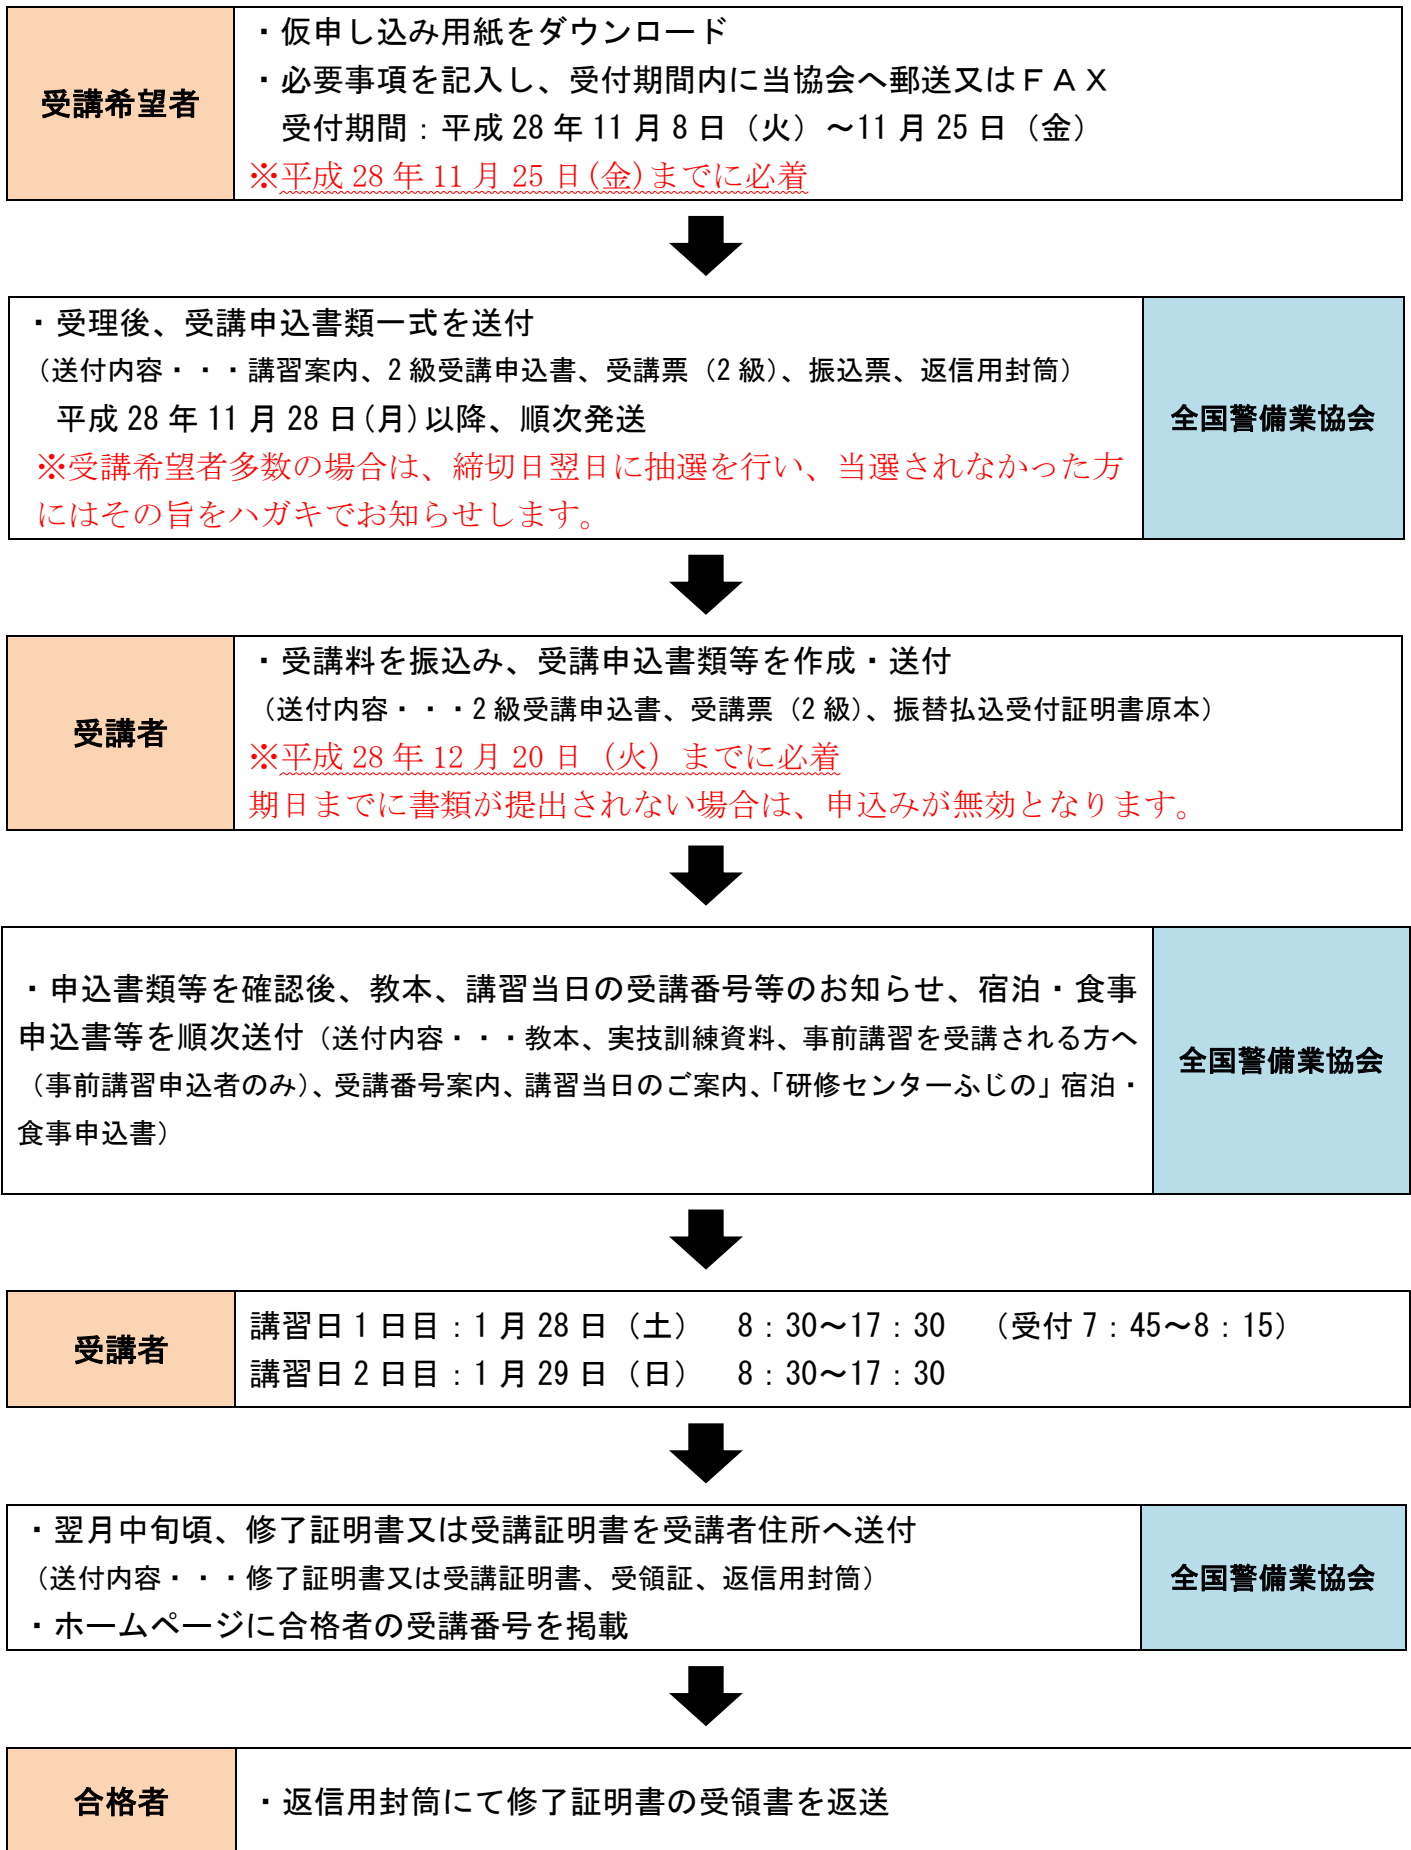 受講希望者
・仮申し込み用紙をダウンロード
・必要事項を記入し、受付期間内に当協会へ郵送又はＦＡＸ
受付期間：平成 28 年 11 月 8 日（火）～11 月 25 日（金）
※平成 28 年 11 月 25 日(金)までに必着
・受理後、受講申込書類一式を送付
（送付内容・・・講習案内、2 級受講申込書、受講票（2 級）、振込票、返信用封筒）
平成 28 年 11 月 28 日(月)以降、順次発送
※受講希望者多数の場合は、締切日翌日に抽選を行い、当選されなかった方
にはその旨をハガキでお知らせします。
全国警備業協会
受講者
・受講料を振込み、受講申込書類等を作成・送付
（送付内容・・・2 級受講申込書、受講票（2 級）、振替払込受付証明書原本）
※平成 28 年 12 月 20 日（火）までに必着
期日までに書類が提出されない場合は、申込みが無効となります。
・申込書類等を確認後、教本、講習当日の受講番号等のお知らせ、宿泊・食事
申込書等を順次送付（送付内容・・・教本、実技訓練資料、事前講習を受講される方へ
（事前講習申込者のみ）、受講番号案内、講習当日のご案内、「研修センターふじの」宿泊・
食事申込書）
全国警備業協会
受講者
講習日 1 日目：1 月 28 日（土）　8：30～17：30　（受付 7：45～8：15）
講習日 2 日目：1 月 29 日（日）　8：30～17：30
・翌月中旬頃、修了証明書又は受講証明書を受講者住所へ送付
（送付内容・・・修了証明書又は受講証明書、受領証、返信用封筒）
・ホームページに合格者の受講番号を掲載
全国警備業協会
合格者
・返信用封筒にて修了証明書の受領書を返送